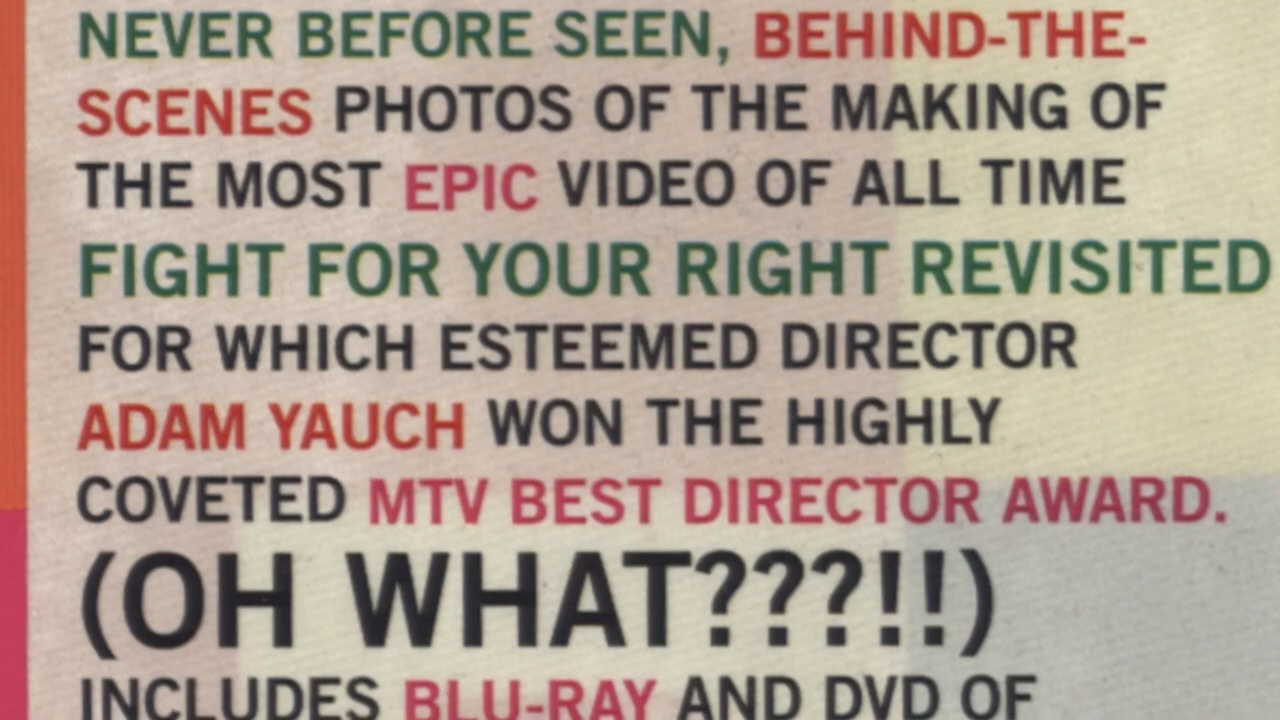 NEVER BEFORE SEEN, BEHIND-THE-
SCENES PHOTOS OF THE MAKING OF
THE MOST EPIC VIDEO OF ALL TIME
FIGHT FOR YOUR RIGHT REVISITED
FOR WHICH ESTEEMED DIRECTOR
ADAM YAUCH WON THE HIGHLY
COVETED MTV BEST DIRECTOR AWARD.
(OH WHAT???!!)
INCLUDES BLU-RAY AND DVD OF